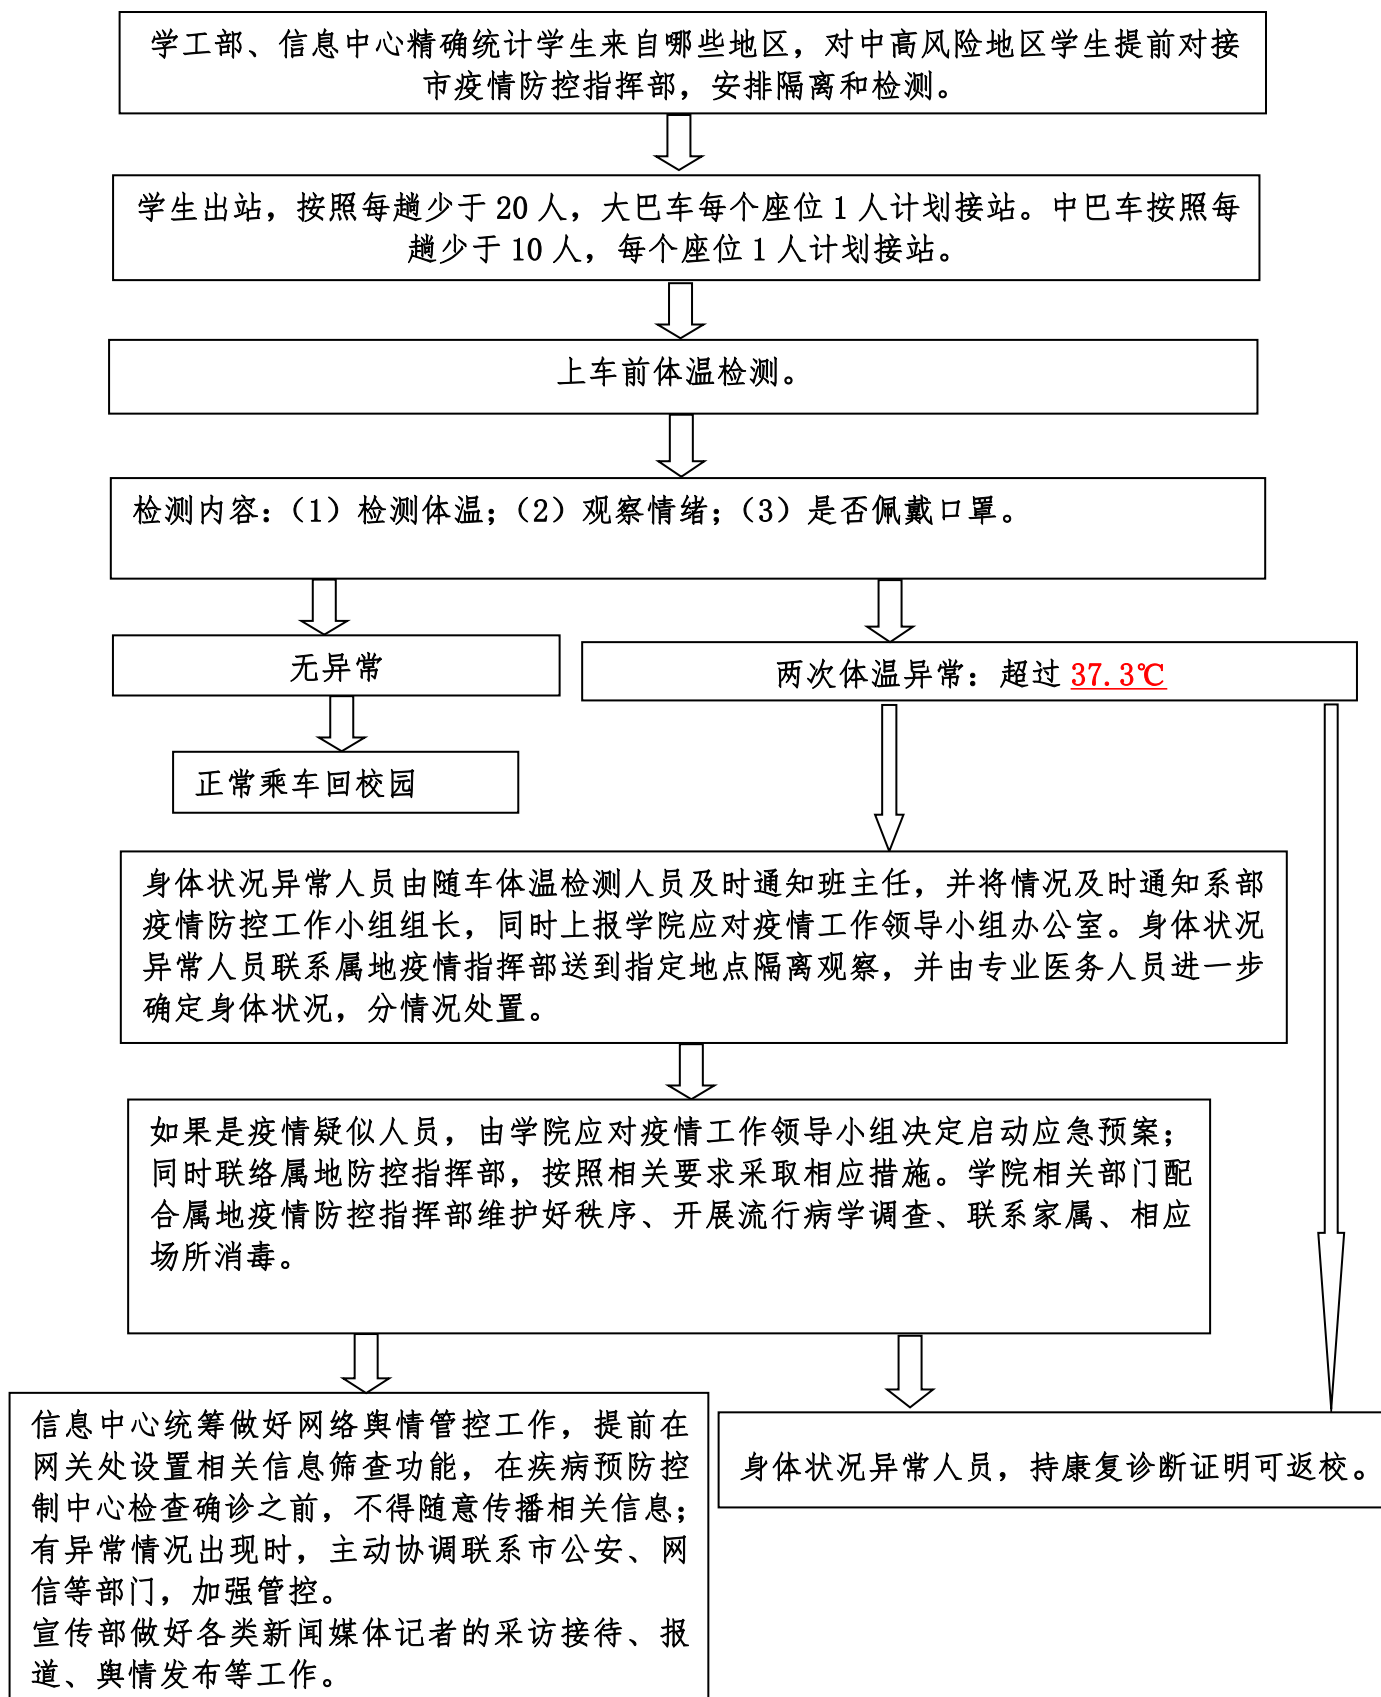 学工部、信息中心精确统计学生来自哪些地区，对中高风险地区学生提前对接
市疫情防控指挥部，安排隔离和检测。
学生出站，按照每趟少于 20 人，大巴车每个座位 1 人计划接站。中巴车按照每
趟少于 10 人，每个座位 1 人计划接站。
上车前体温检测。
检测内容：（1）检测体温；（2）观察情绪；（3）是否佩戴口罩。
无异常
两次体温异常：超过 37.3℃
正常乘车回校园
身体状况异常人员由随车体温检测人员及时通知班主任，并将情况及时通知系部
疫情防控工作小组组长，同时上报学院应对疫情工作领导小组办公室。身体状况
异常人员联系属地疫情指挥部送到指定地点隔离观察，并由专业医务人员进一步
确定身体状况，分情况处置。
如果是疫情疑似人员，由学院应对疫情工作领导小组决定启动应急预案；
同时联络属地防控指挥部，按照相关要求采取相应措施。学院相关部门配
合属地疫情防控指挥部维护好秩序、开展流行病学调查、联系家属、相应
场所消毒。
信息中心统筹做好网络舆情管控工作，提前在
网关处设置相关信息筛查功能，在疾病预防控
制中心检查确诊之前，不得随意传播相关信息；
有异常情况出现时，主动协调联系市公安、网
信等部门，加强管控。
宣传部做好各类新闻媒体记者的采访接待、报
道、舆情发布等工作。
身体状况异常人员，持康复诊断证明可返校。